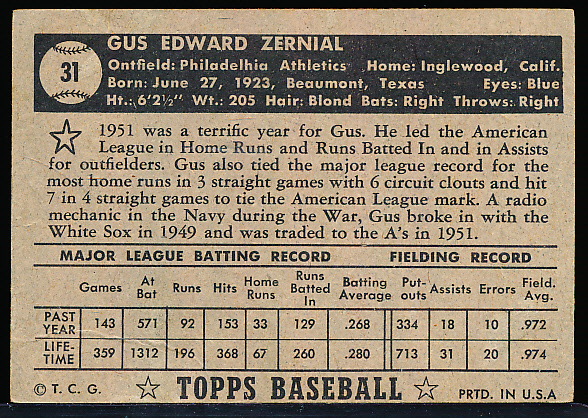 31
GUS EDWARD ZERNIAL
Outfield: Philadelhia Athletics Home: Inglewood, Calif.
Born: June 27, 1923, Beaumont, Texas Eyes: Blue
Ht.: 6'2½" Wt.: 205 Hair: Blond Bats: Right Throws: Right
1951 was a terrific year for Gus. He led the American
League in Home Runs and Runs Batted In and in Assists
for outfielders. Gus also tied the major league record for the
most home runs in 3 straight games with 6 circuit clouts and hit
7 in 4 straight games to tie the American League mark. A radio
mechanic in the Navy during the War, Gus broke in with the
White Sox in 1949 and was traded to the A's in 1951.
MAJOR LEAGUE BATTING RECORD FIELDING RECORD
Games At Bat Runs Hits Home Runs Runs Batted In Batting Average Put-outs Assists Errors Field. Avg.
PAST YEAR 143 571 92 153 33 129 .268 334 18 10 .972
LIFE-TIME 359 1312 196 368 67 260 .280 713 31 20 .974
© T. C. G. TOPPS BASEBALL PRTD. IN U.S.A